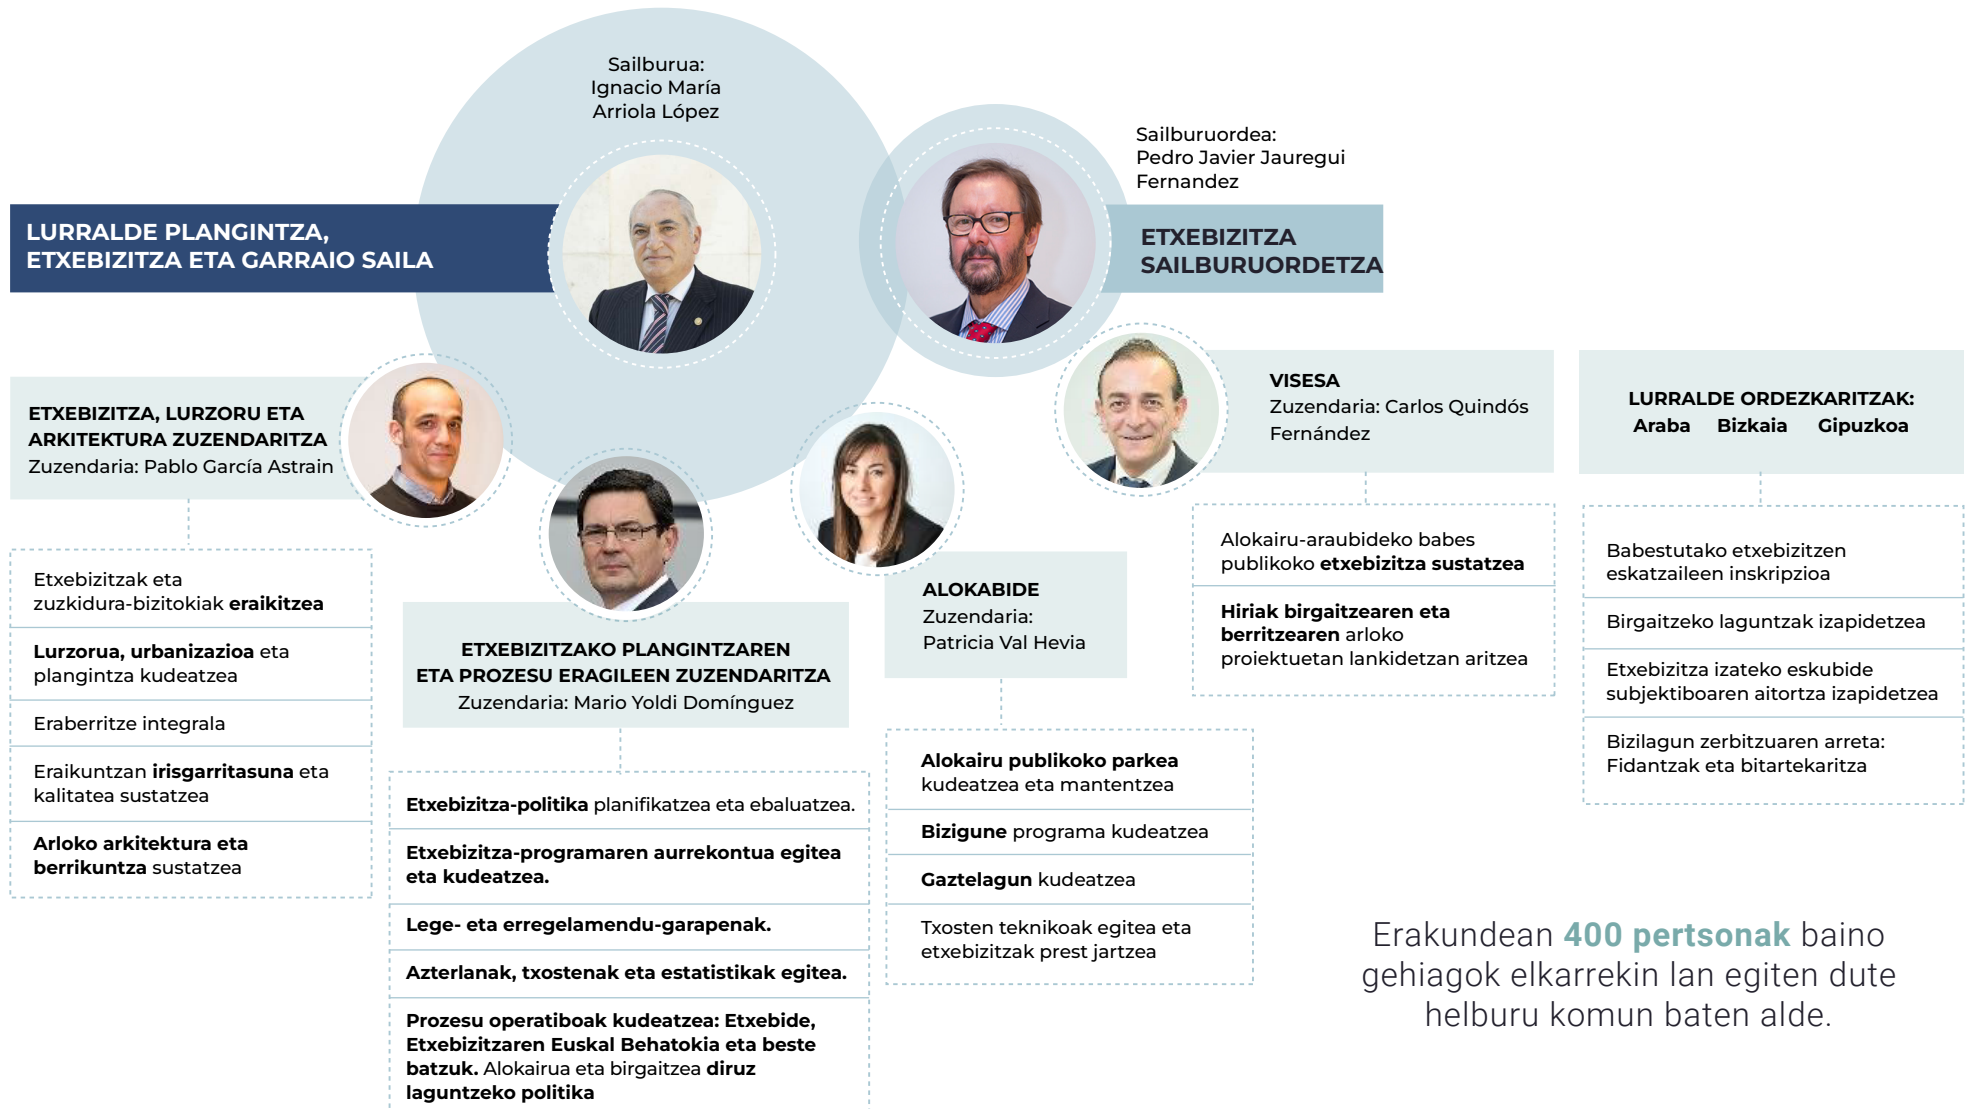 Sailburua:
Ignacio María
Arriola López
Sailburuordea:
Pedro Javier Jauregui
Fernandez
LURRALDE PLANGINTZA,
ETXEBIZITZA ETA GARRAIO SAILA
ETXEBIZITZA
SAILBURUORDETZA
ETXEBIZITZA, LURZORU ETA
ARKITEKTURA ZUZENDARITZA
Zuzendaria: Pablo García Astrain
Etxebizitzak eta
zuzkidura-bizitokiak eraikitzea
Lurzorua, urbanizazioa eta
plangintza kudeatzea
Eraberritze integrala
Eraikuntzan irisgarritasuna eta
kalitatea sustatzea
Arloko arkitektura eta
berrikuntza sustatzea
ETXEBIZITZAKO PLANGINTZAREN
ETA PROZESU ERAGILEEN ZUZENDARITZA
Zuzendaria: Mario Yoldi Domínguez
Etxebizitza-politika planifikatzea eta ebaluatzea.
Etxebizitza-programaren aurrekontua egitea
eta kudeatzea.
Lege- eta erregelamendu-garapenak.
Azterlanak, txostenak eta estatistikak egitea.
Prozesu operatiboak kudeatzea: Etxebide,
Etxebizitzaren Euskal Behatokia eta beste
batzuk. Alokairua eta birgaitzea diruz
laguntzeko politika
ALOKABIDE
Zuzendaria:
Patricia Val Hevia
Alokairu publikoko parkea
kudeatzea eta mantentzea
Bizigune programa kudeatzea
Gaztelagun kudeatzea
Txosten teknikoak egitea eta
etxebizitzak prest jartzea
VISESA
Zuzendaria: Carlos Quindós
Fernández
Alokairu-araubideko babes
publikoko etxebizitza sustatzea
Hiriak birgaitzearen eta
berritzearen arloko
proiektuetan lankidetzan aritzea
LURRALDE ORDEZKARITZAK:
Araba Bizkaia Gipuzkoa
Babestutako etxebizitzen
eskatzaileen inskripzioa
Birgaitzeko laguntzak izapidetzea
Etxebizitza izateko eskubide
subjektiboaren aitortza izapidetzea
Bizilagun zerbitzuaren arreta:
Fidantzak eta bitartekaritza
Erakundean 400 pertsonak baino
gehiagok elkarrekin lan egiten dute
helburu komun baten alde.